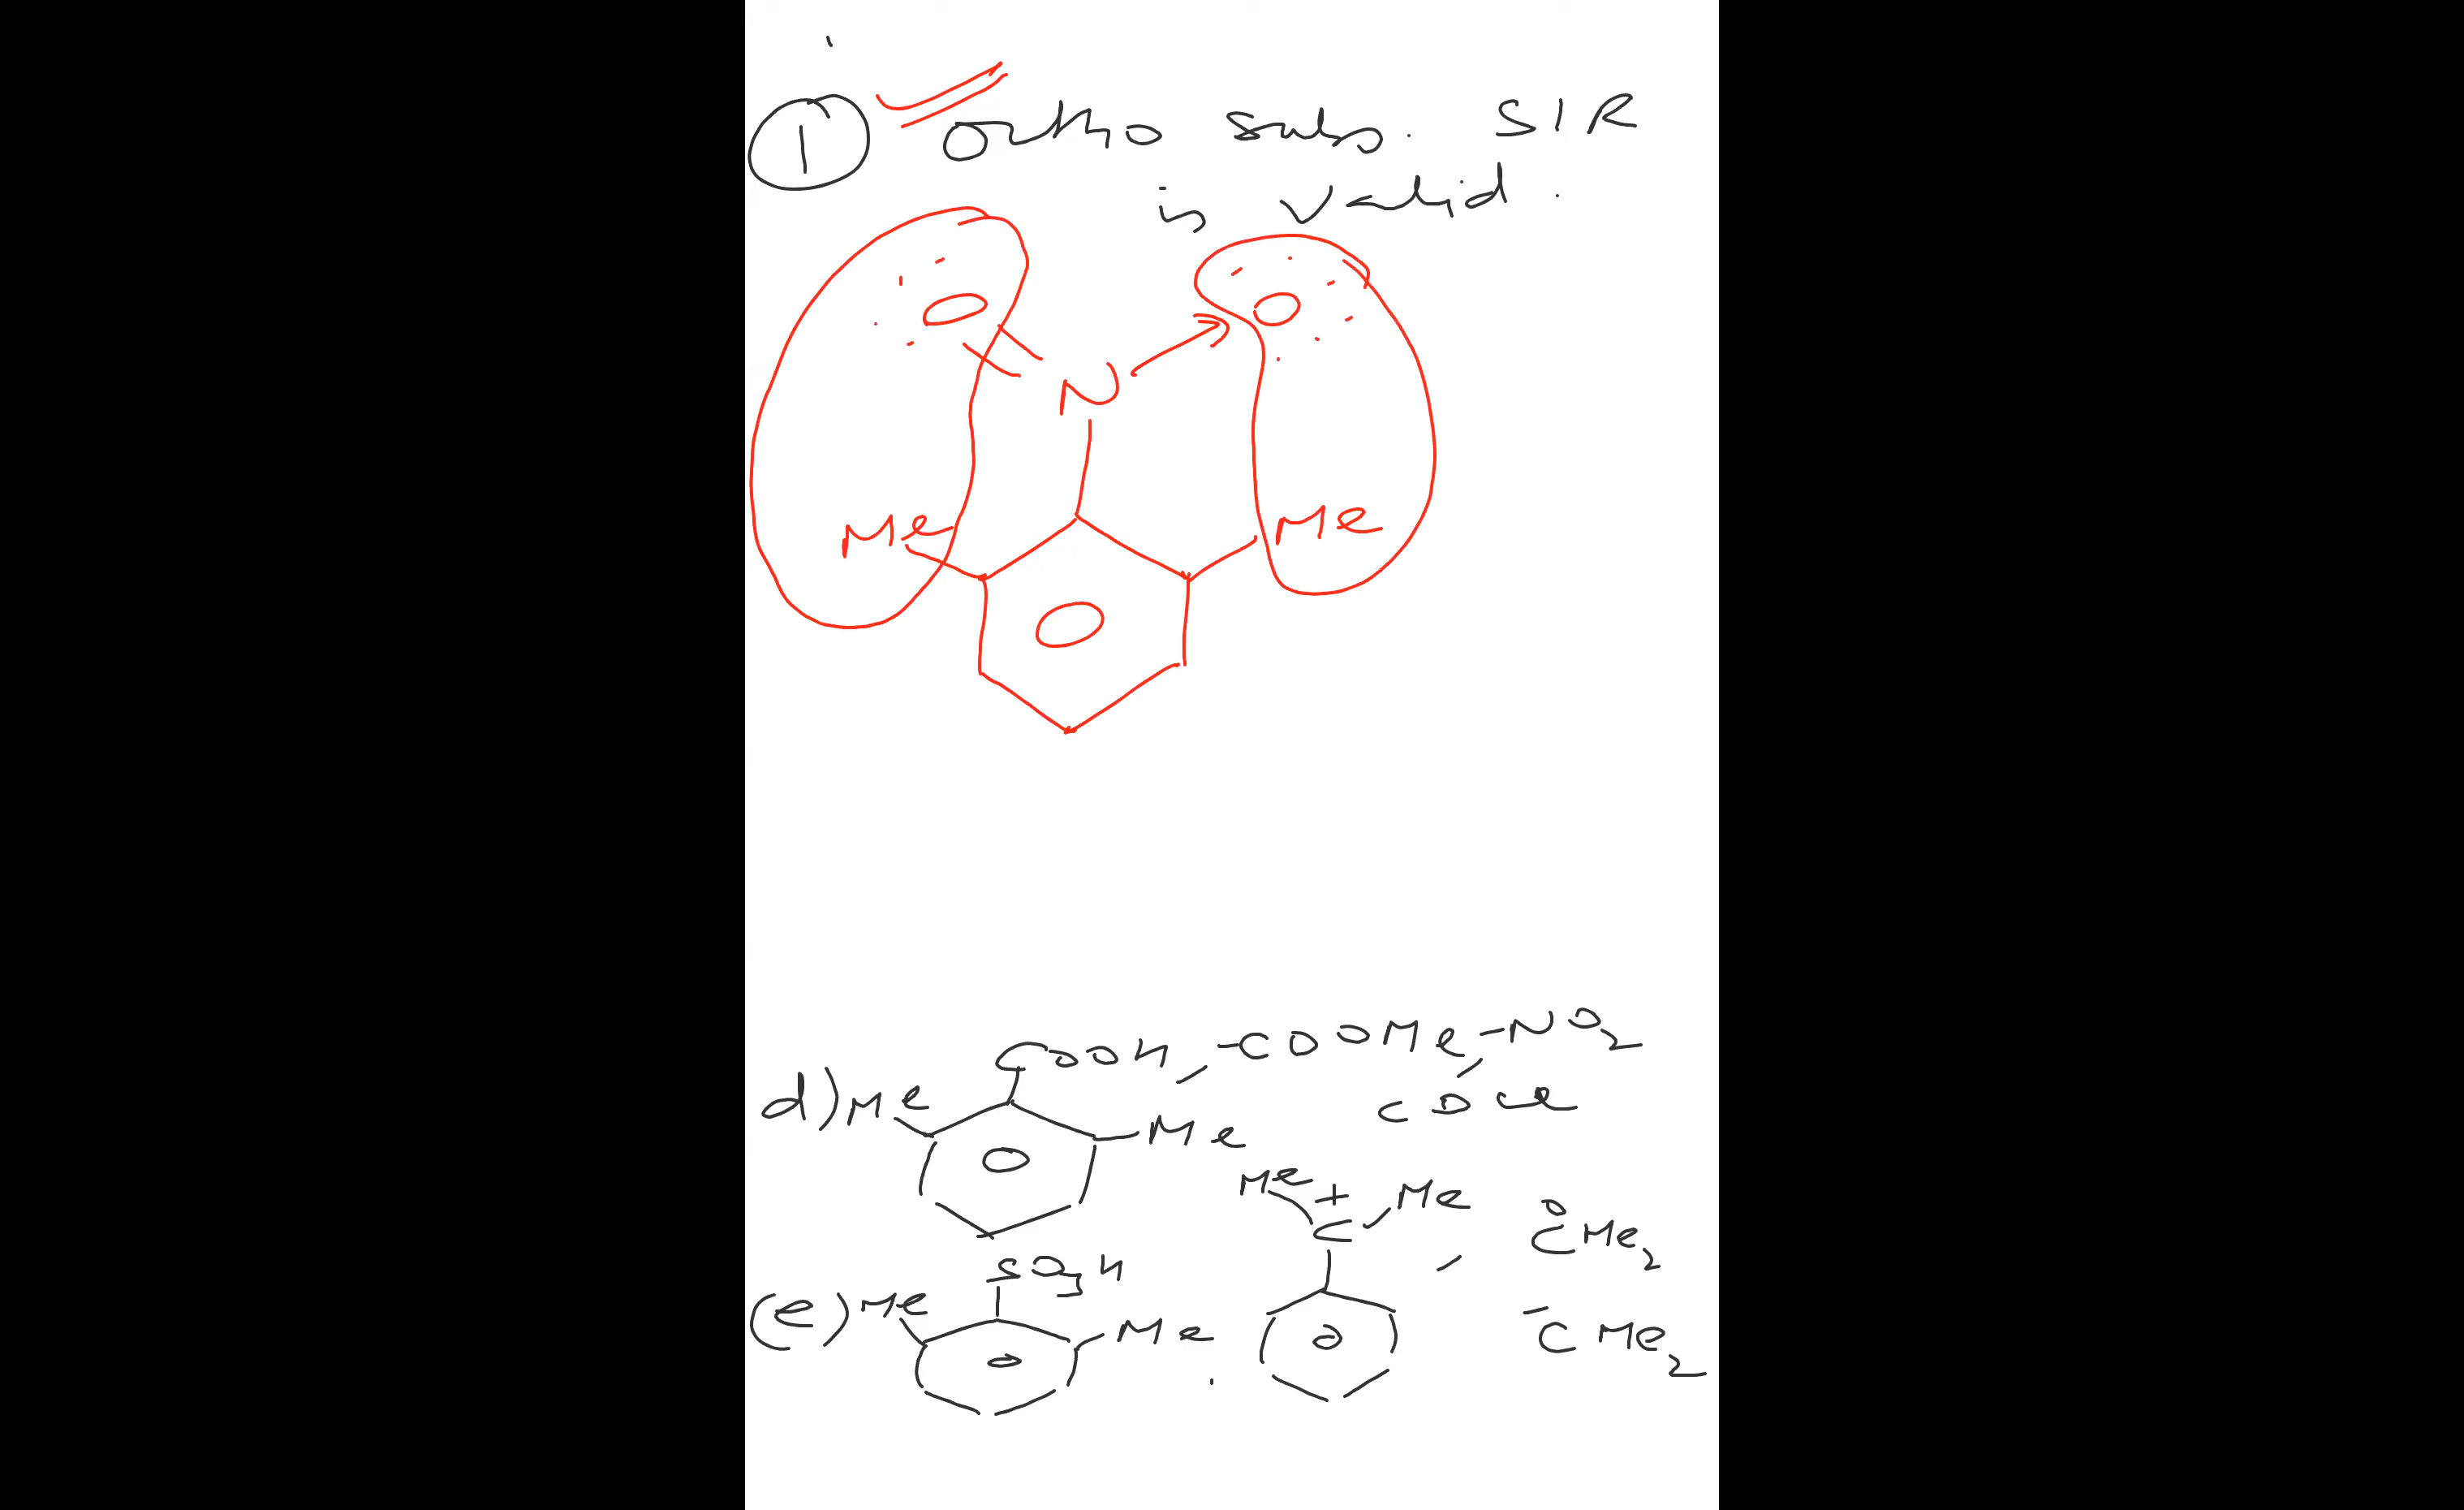 ① ortho subs. SIR
is valid.
O O
N
Me Me
COOH, -COOMe, -NO2
d) Me Me
Me + Me
CMe2
SO3H
(e) Me Me
CMe2